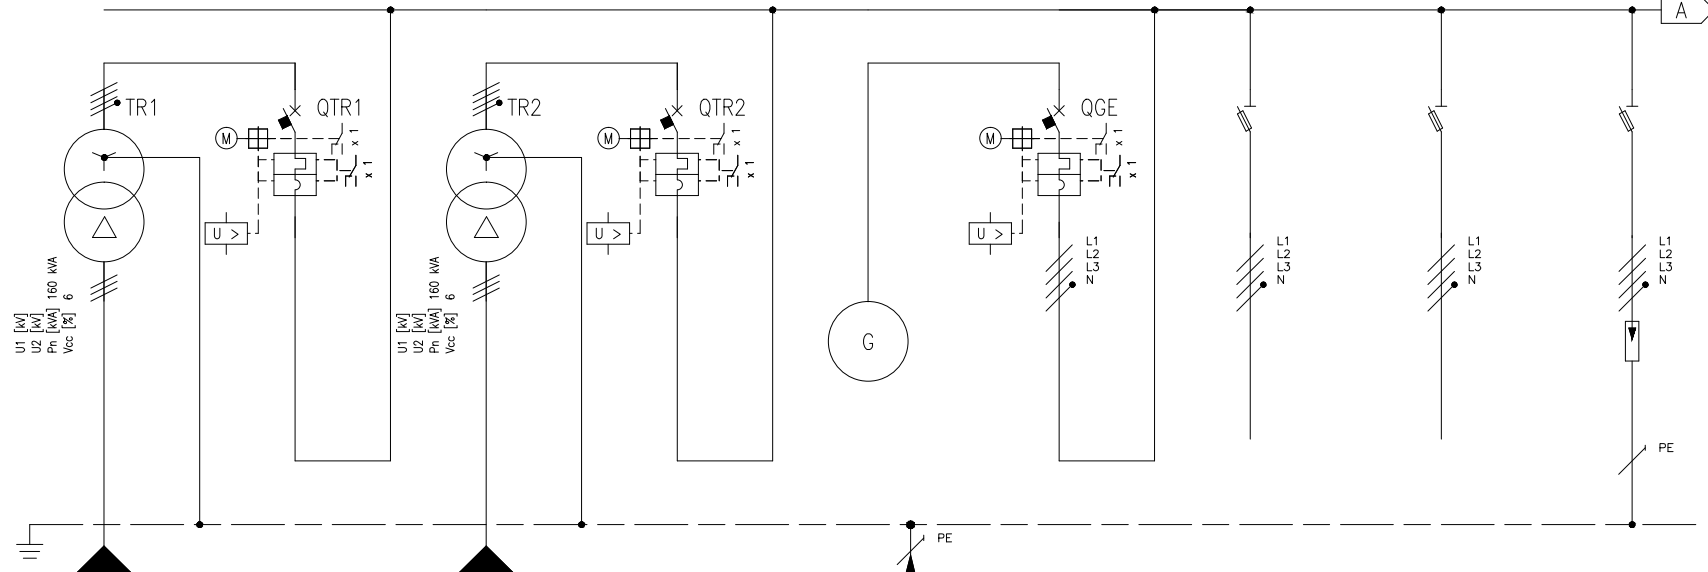 A
TR1
QTR1
M
x 1
x 1
U >
U1 [kV]
U2 [kV]
Pn [kVA] 160 kVA
Vcc [%] 6
TR2
QTR2
M
x 1
x 1
U >
U1 [kV]
U2 [kV]
Pn [kVA] 160 kVA
Vcc [%] 6
G
QGE
M
x 1
x 1
U >
L1
L2
L3
N
L1
L2
L3
N
L1
L2
L3
N
L1
L2
L3
N
PE
PE